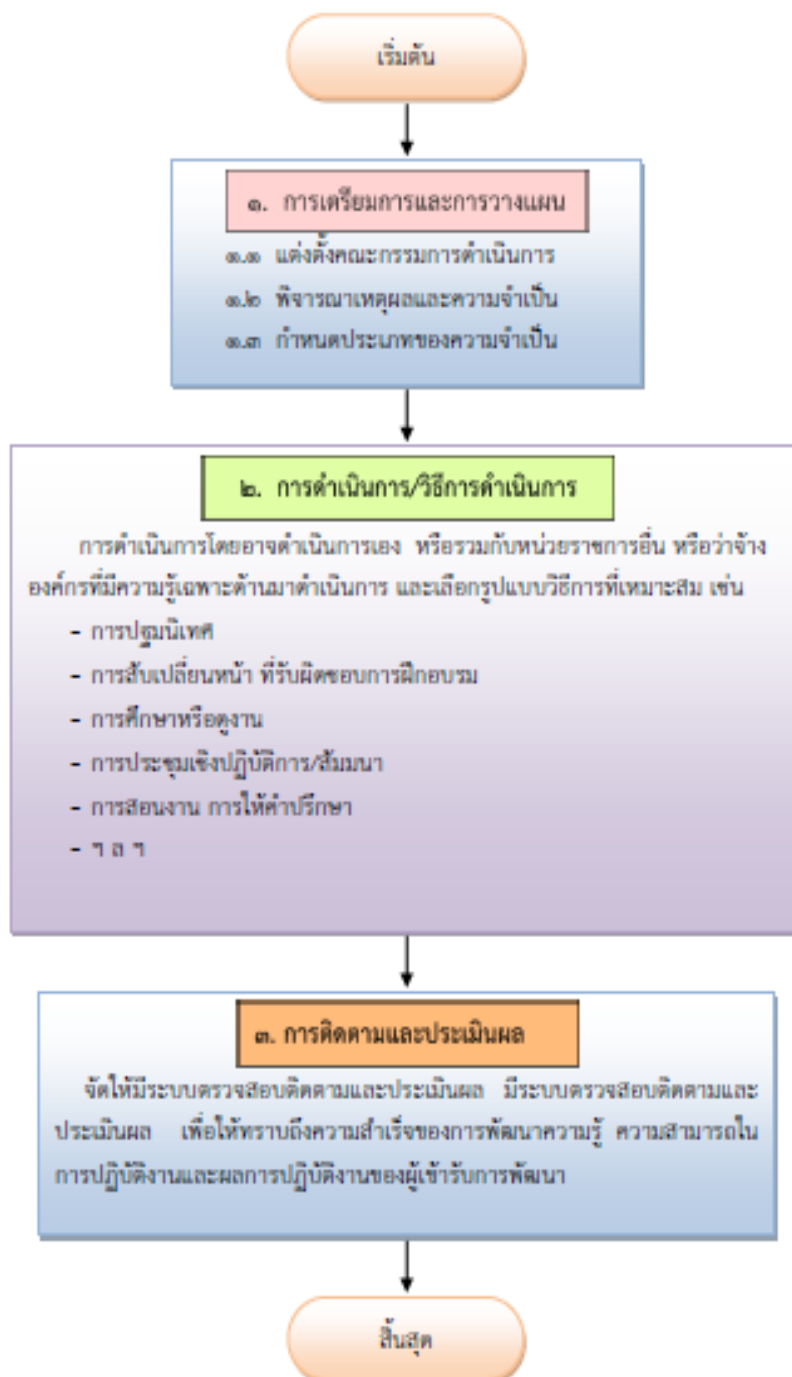 เริ่มต้น
๑. การเตรียมการและการวางแผน
๑.๑ แต่งตั้งคณะกรรมการดำเนินการ
๑.๒ พิจารณาเหตุผลและความจำเป็น
๑.๓ กำหนดประเภทของความจำเป็น
๒. การดำเนินการ/วิธีการดำเนินการ
การดำเนินการโดยอาจดำเนินการเอง หรือรวมกับหน่วยราชการอื่น หรือว่าจ้าง
องค์กรที่มีความรู้เฉพาะด้านมาดำเนินการ และเลือกรูปแบบวิธีการที่เหมาะสม เช่น
- การปฐมนิเทศ
- การสับเปลี่ยนหน้า ที่รับผิดชอบการฝึกอบรม
- การศึกษาหรือดูงาน
- การประชุมเชิงปฏิบัติการ/สัมมนา
- การสอนงาน การให้คำปรึกษา
- ฯ ล ฯ
๓. การติดตามและประเมินผล
จัดให้มีระบบตรวจสอบติดตามและประเมินผล มีระบบตรวจสอบติดตามและ
ประเมินผล เพื่อให้ทราบถึงความสำเร็จของการพัฒนาความรู้ ความสามารถใน
การปฏิบัติงานและผลการปฏิบัติงานของผู้เข้ารับการพัฒนา
สิ้นสุด